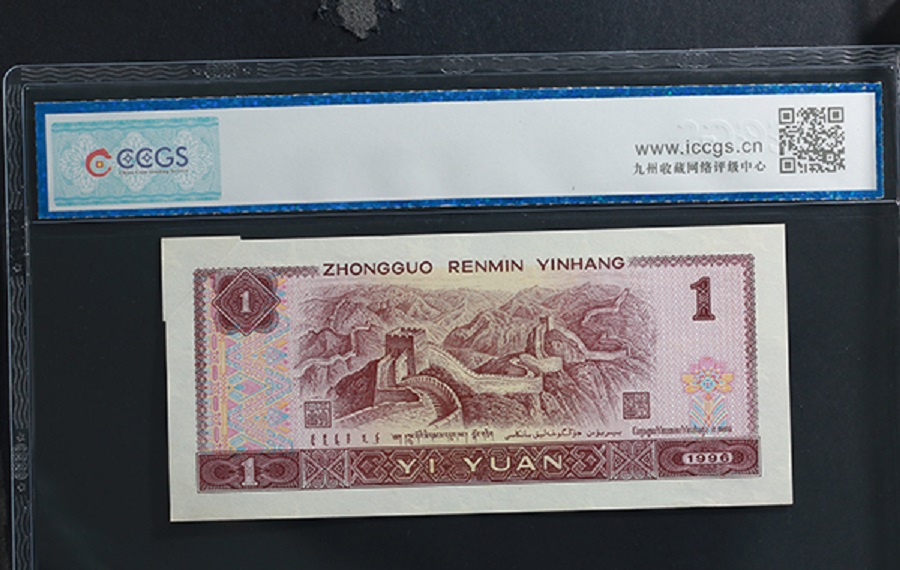 CCGS
www.iccgs.cn
九州收藏网络评级中心
ZHONGGUO RENMIN YINHANG
1
1
1
YI YUAN
1996